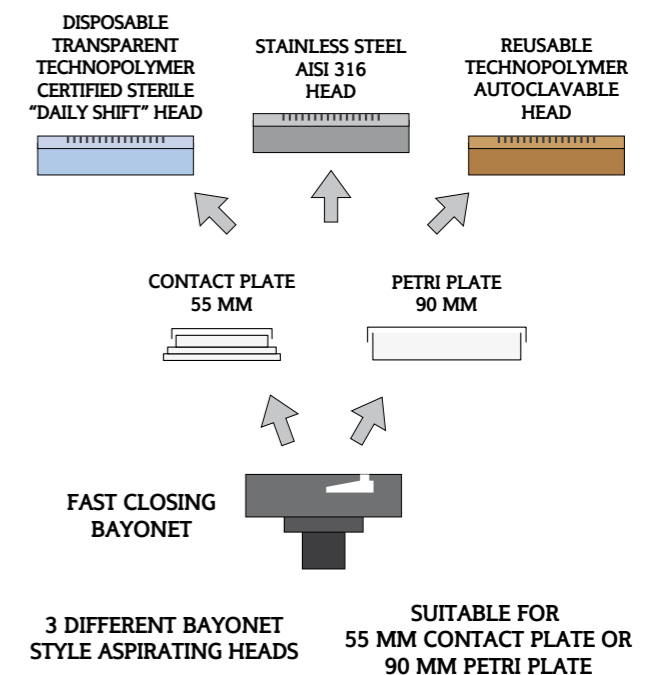 DISPOSABLE
TRANSPARENT
TECHNOPOLYMER
CERTIFIED STERILE
“DAILY SHIFT” HEAD
STAINLESS STEEL
AISI 316
HEAD
REUSABLE
TECHNOPOLYMER
AUTOCLAVABLE
HEAD
CONTACT PLATE
55 MM
PETRI PLATE
90 MM
FAST CLOSING
BAYONET
3 DIFFERENT BAYONET
STYLE ASPIRATING HEADS
SUITABLE FOR
55 MM CONTACT PLATE OR
90 MM PETRI PLATE